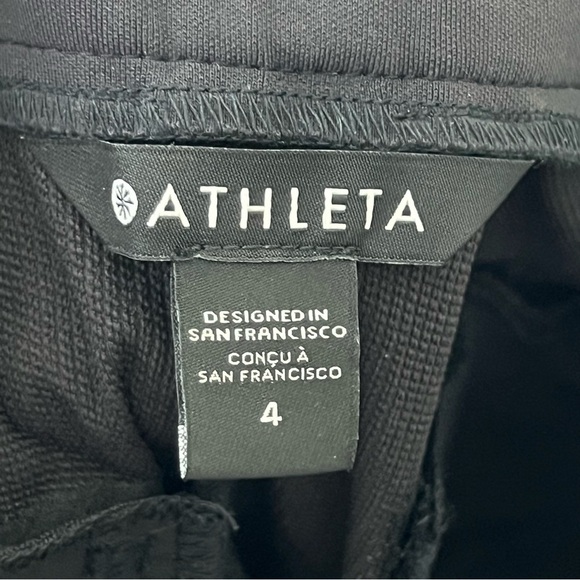 ATHLETA
DESIGNED IN
SAN FRANCISCO
CONÇU À
SAN FRANCISCO
4